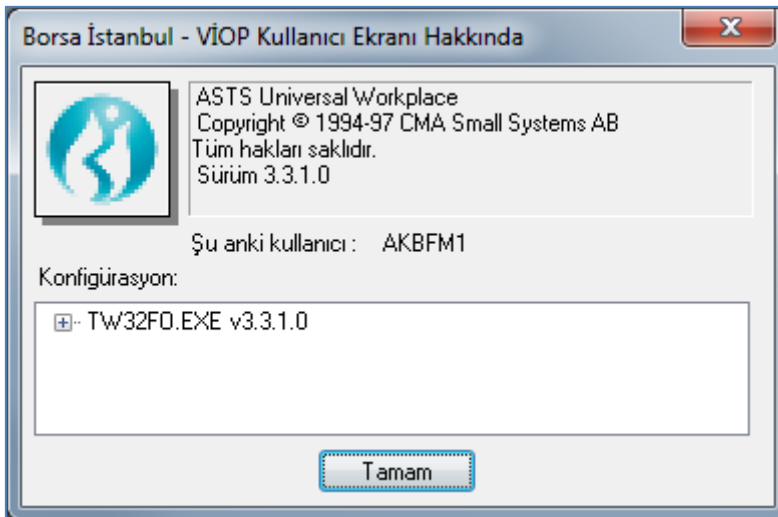 Borsa İstanbul - VİOP Kullanıcı Ekranı Hakkında
ASTS Universal Workplace
Copyright © 1994-97 CMA Small Systems AB
Tüm hakları saklıdır.
Sürüm 3.3.1.0
Şu anki kullanıcı : AKBFM1
Konfigürasyon:
TW32FO.EXE v3.3.1.0
Tamam